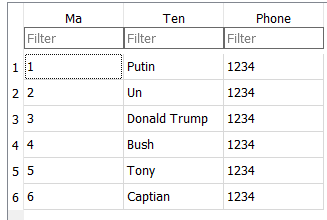 Ma Ten Phone
Filter Filter Filter
1 1 Putin 1234
2 2 Un 1234
3 3 Donald Trump 1234
4 4 Bush 1234
5 5 Tony 1234
6 6 Captian 1234